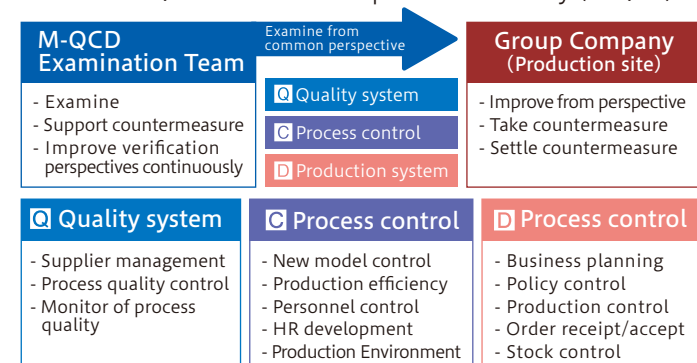 M-QCD
Examination Team
- Examine
- Support countermeasure
- Improve verification
perspectives continuously
Examine from
common perspective
Q Quality system
C Process control
D Production system
Group Company
(Production site)
- Improve from perspective
- Take countermeasure
- Settle countermeasure
Q Quality system
- Supplier management
- Process quality control
- Monitor of process
quality
C Process control
- New model control
- Production efficiency
- Personnel control
- HR development
- Production Environment
D Process control
- Business planning
- Policy control
- Production control
- Order receipt/accept
- Stock control